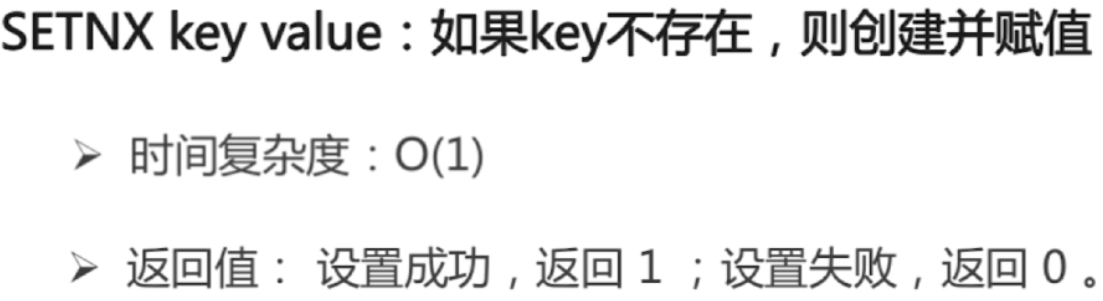 SETNX key value：如果key不存在，则创建并赋值
➢ 时间复杂度：O(1)
➢ 返回值： 设置成功，返回 1 ；设置失败，返回 0 。